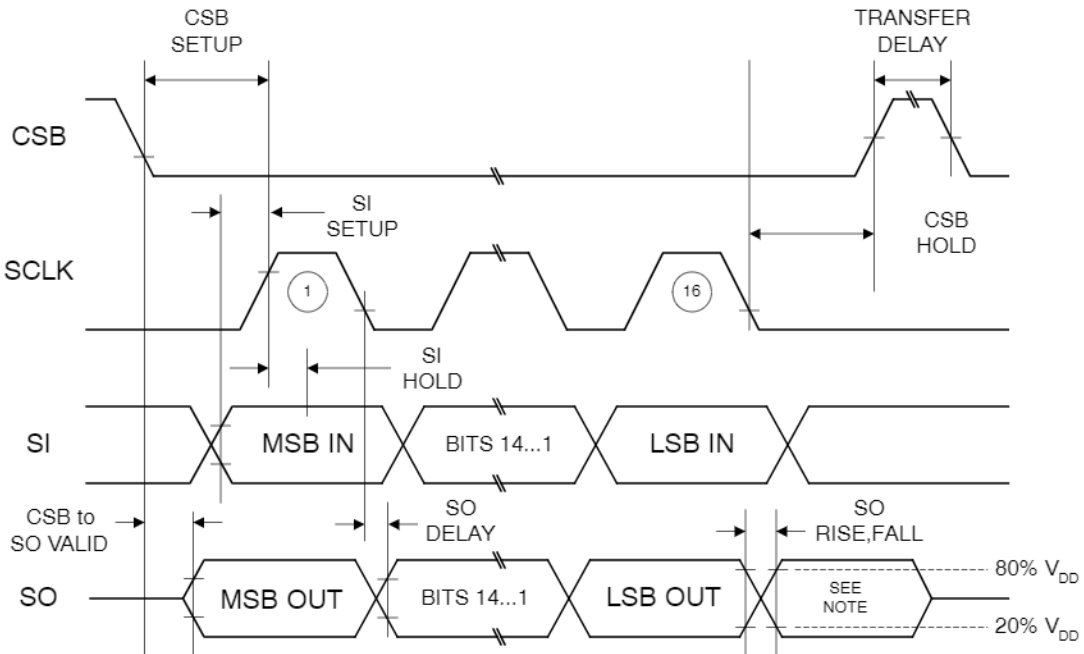 CSB
SETUP
TRANSFER
DELAY
CSB
SI
SETUP
CSB
HOLD
SCLK
1
16
SI
HOLD
SI
MSB IN
BITS 14...1
LSB IN
CSB to
SO VALID
SO
DELAY
SO
RISE,FALL
SO
MSB OUT
BITS 14...1
LSB OUT
SEE
NOTE
80% VDD
20% VDD